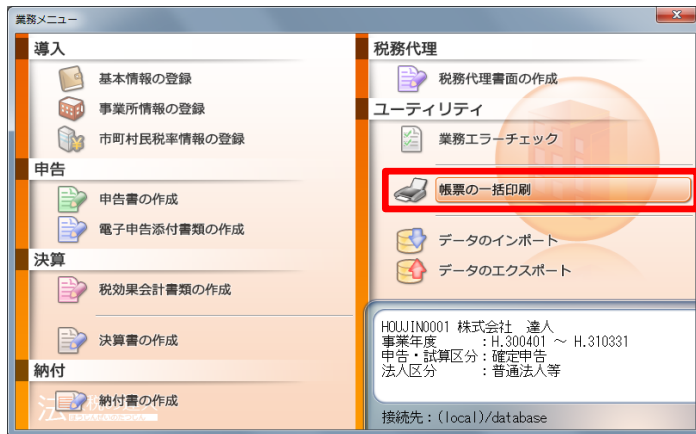 業務メニュー
導入
基本情報の登録
事業所情報の登録
市町村民税率情報の登録
申告
申告書の作成
電子申告添付書類の作成
決算
税効果会計書類の作成
決算書の作成
納付
納付書の作成
税務代理
税務代理書面の作成
ユーティリティ
業務エラーチェック
帳票の一括印刷
データのインポート
データのエクスポート
HOUJIN0001 株式会社 達人
事業年度 :H.300401 ~ H.310331
申告・試算区分:確定申告
法人区分 :普通法人等
接続先:(local)/database